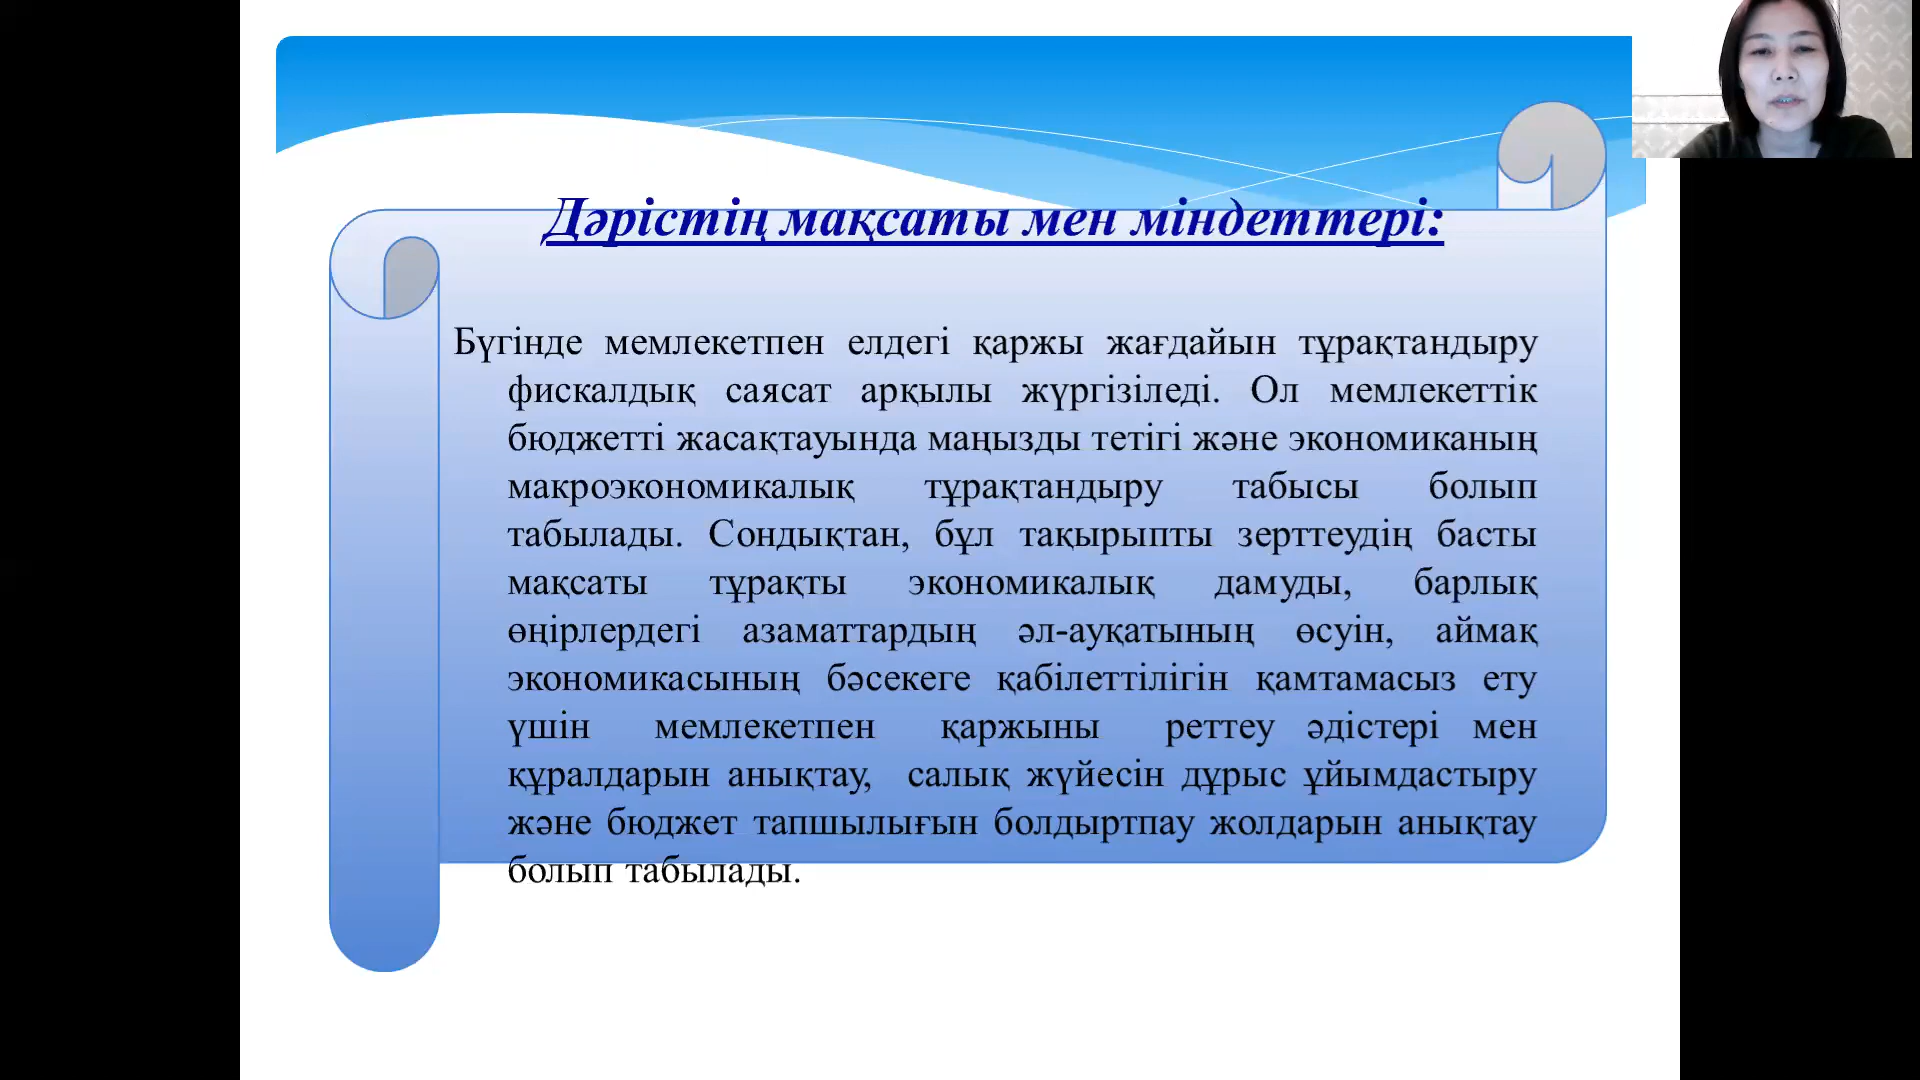 Дәрістің мақсаты мен міндеттері:
Бүгінде мемлекетпен елдегі қаржы жағдайын тұрақтандыру
фискалдық саясат арқылы жүргізіледі. Ол мемлекеттік
бюджетті жасақтауында маңызды тетігі және экономиканың
макроэкономикалық тұрақтандыру табысы болып
табылады. Сондықтан, бұл тақырыпты зерттеудің басты
мақсаты тұрақты экономикалық дамуды, барлық
өңірлердегі азаматтардың әл-ауқатының өсуін, аймақ
экономикасының бәсекеге қабілеттілігін қамтамасыз ету
үшін мемлекетпен қаржыны реттеу әдістері мен
құралдарын анықтау, салық жүйесін дұрыс ұйымдастыру
және бюджет тапшылығын болдыртпау жолдарын анықтау
болып табылады.